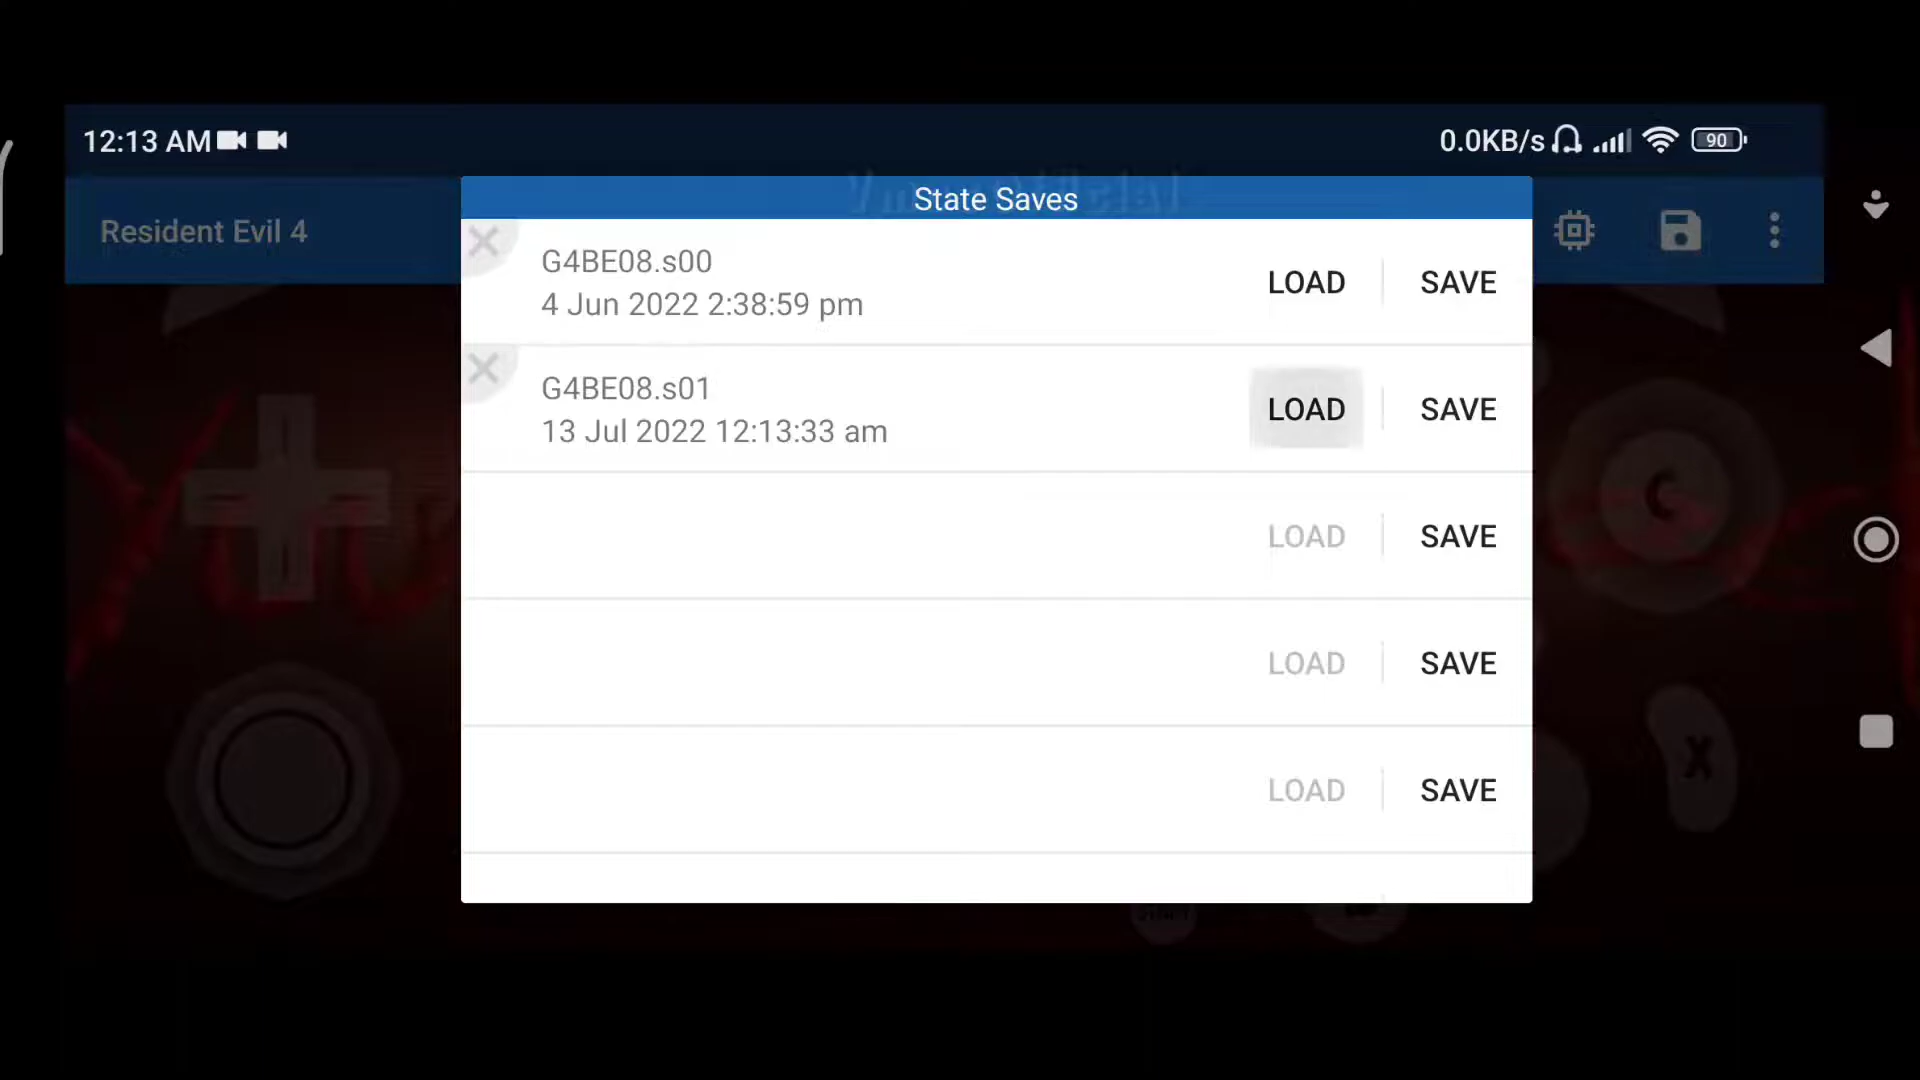 12:13 AM
0.0KB/s
90
State Saves
Resident Evil 4
G4BE08.s00
4 Jun 2022 2:38:59 pm
LOAD
SAVE
G4BE08.s01
13 Jul 2022 12:13:33 am
LOAD
SAVE
LOAD
SAVE
LOAD
SAVE
LOAD
SAVE
C
X
START